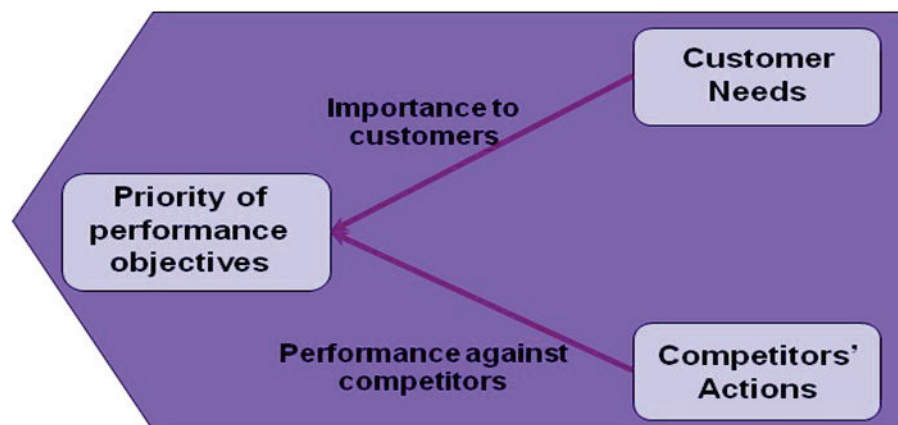 Customer
Needs
Importance to
customers
Priority of
performance
objectives
Performance against
competitors
Competitors’
Actions